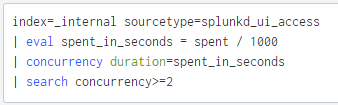 index=_internal sourcetype=splunkd_ui_access
| eval spent_in_seconds = spent / 1000
| concurrency duration=spent_in_seconds
| search concurrency>=2